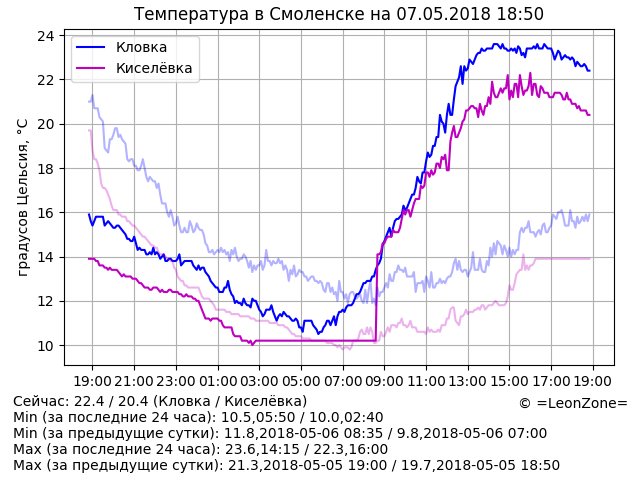 Температура в Смоленске на 07.05.2018 18:50
Кловка
Киселёвка
градусов Цельсия, °C
24
22
20
18
16
14
12
10
19:00 21:00 23:00 01:00 03:00 05:00 07:00 09:00 11:00 13:00 15:00 17:00 19:00
Сейчас: 22.4 / 20.4 (Кловка / Киселёвка)
© =LeonZone=
Min (за последние 24 часа): 10.5,05:50 / 10.0,02:40
Min (за предыдущие сутки): 11.8,2018-05-06 08:35 / 9.8,2018-05-06 07:00
Max (за последние 24 часа): 23.6,14:15 / 22.3,16:00
Max (за предыдущие сутки): 21.3,2018-05-05 19:00 / 19.7,2018-05-05 18:50